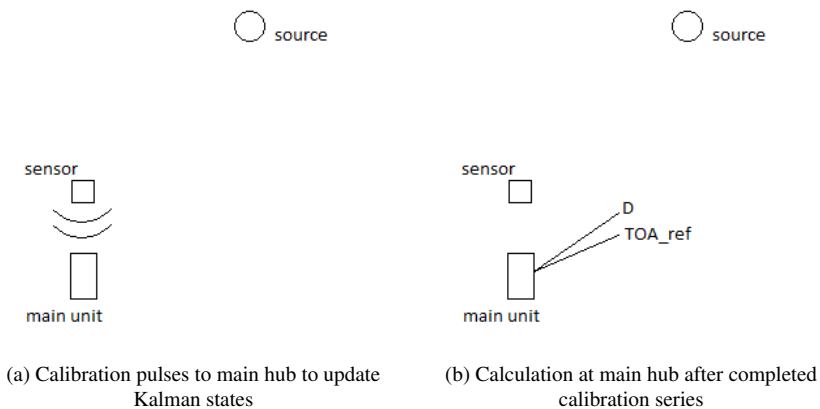 source
sensor
main unit
(a) Calibration pulses to main hub to update
Kalman states
source
sensor
D
TOA_ref
main unit
(b) Calculation at main hub after completed
calibration series